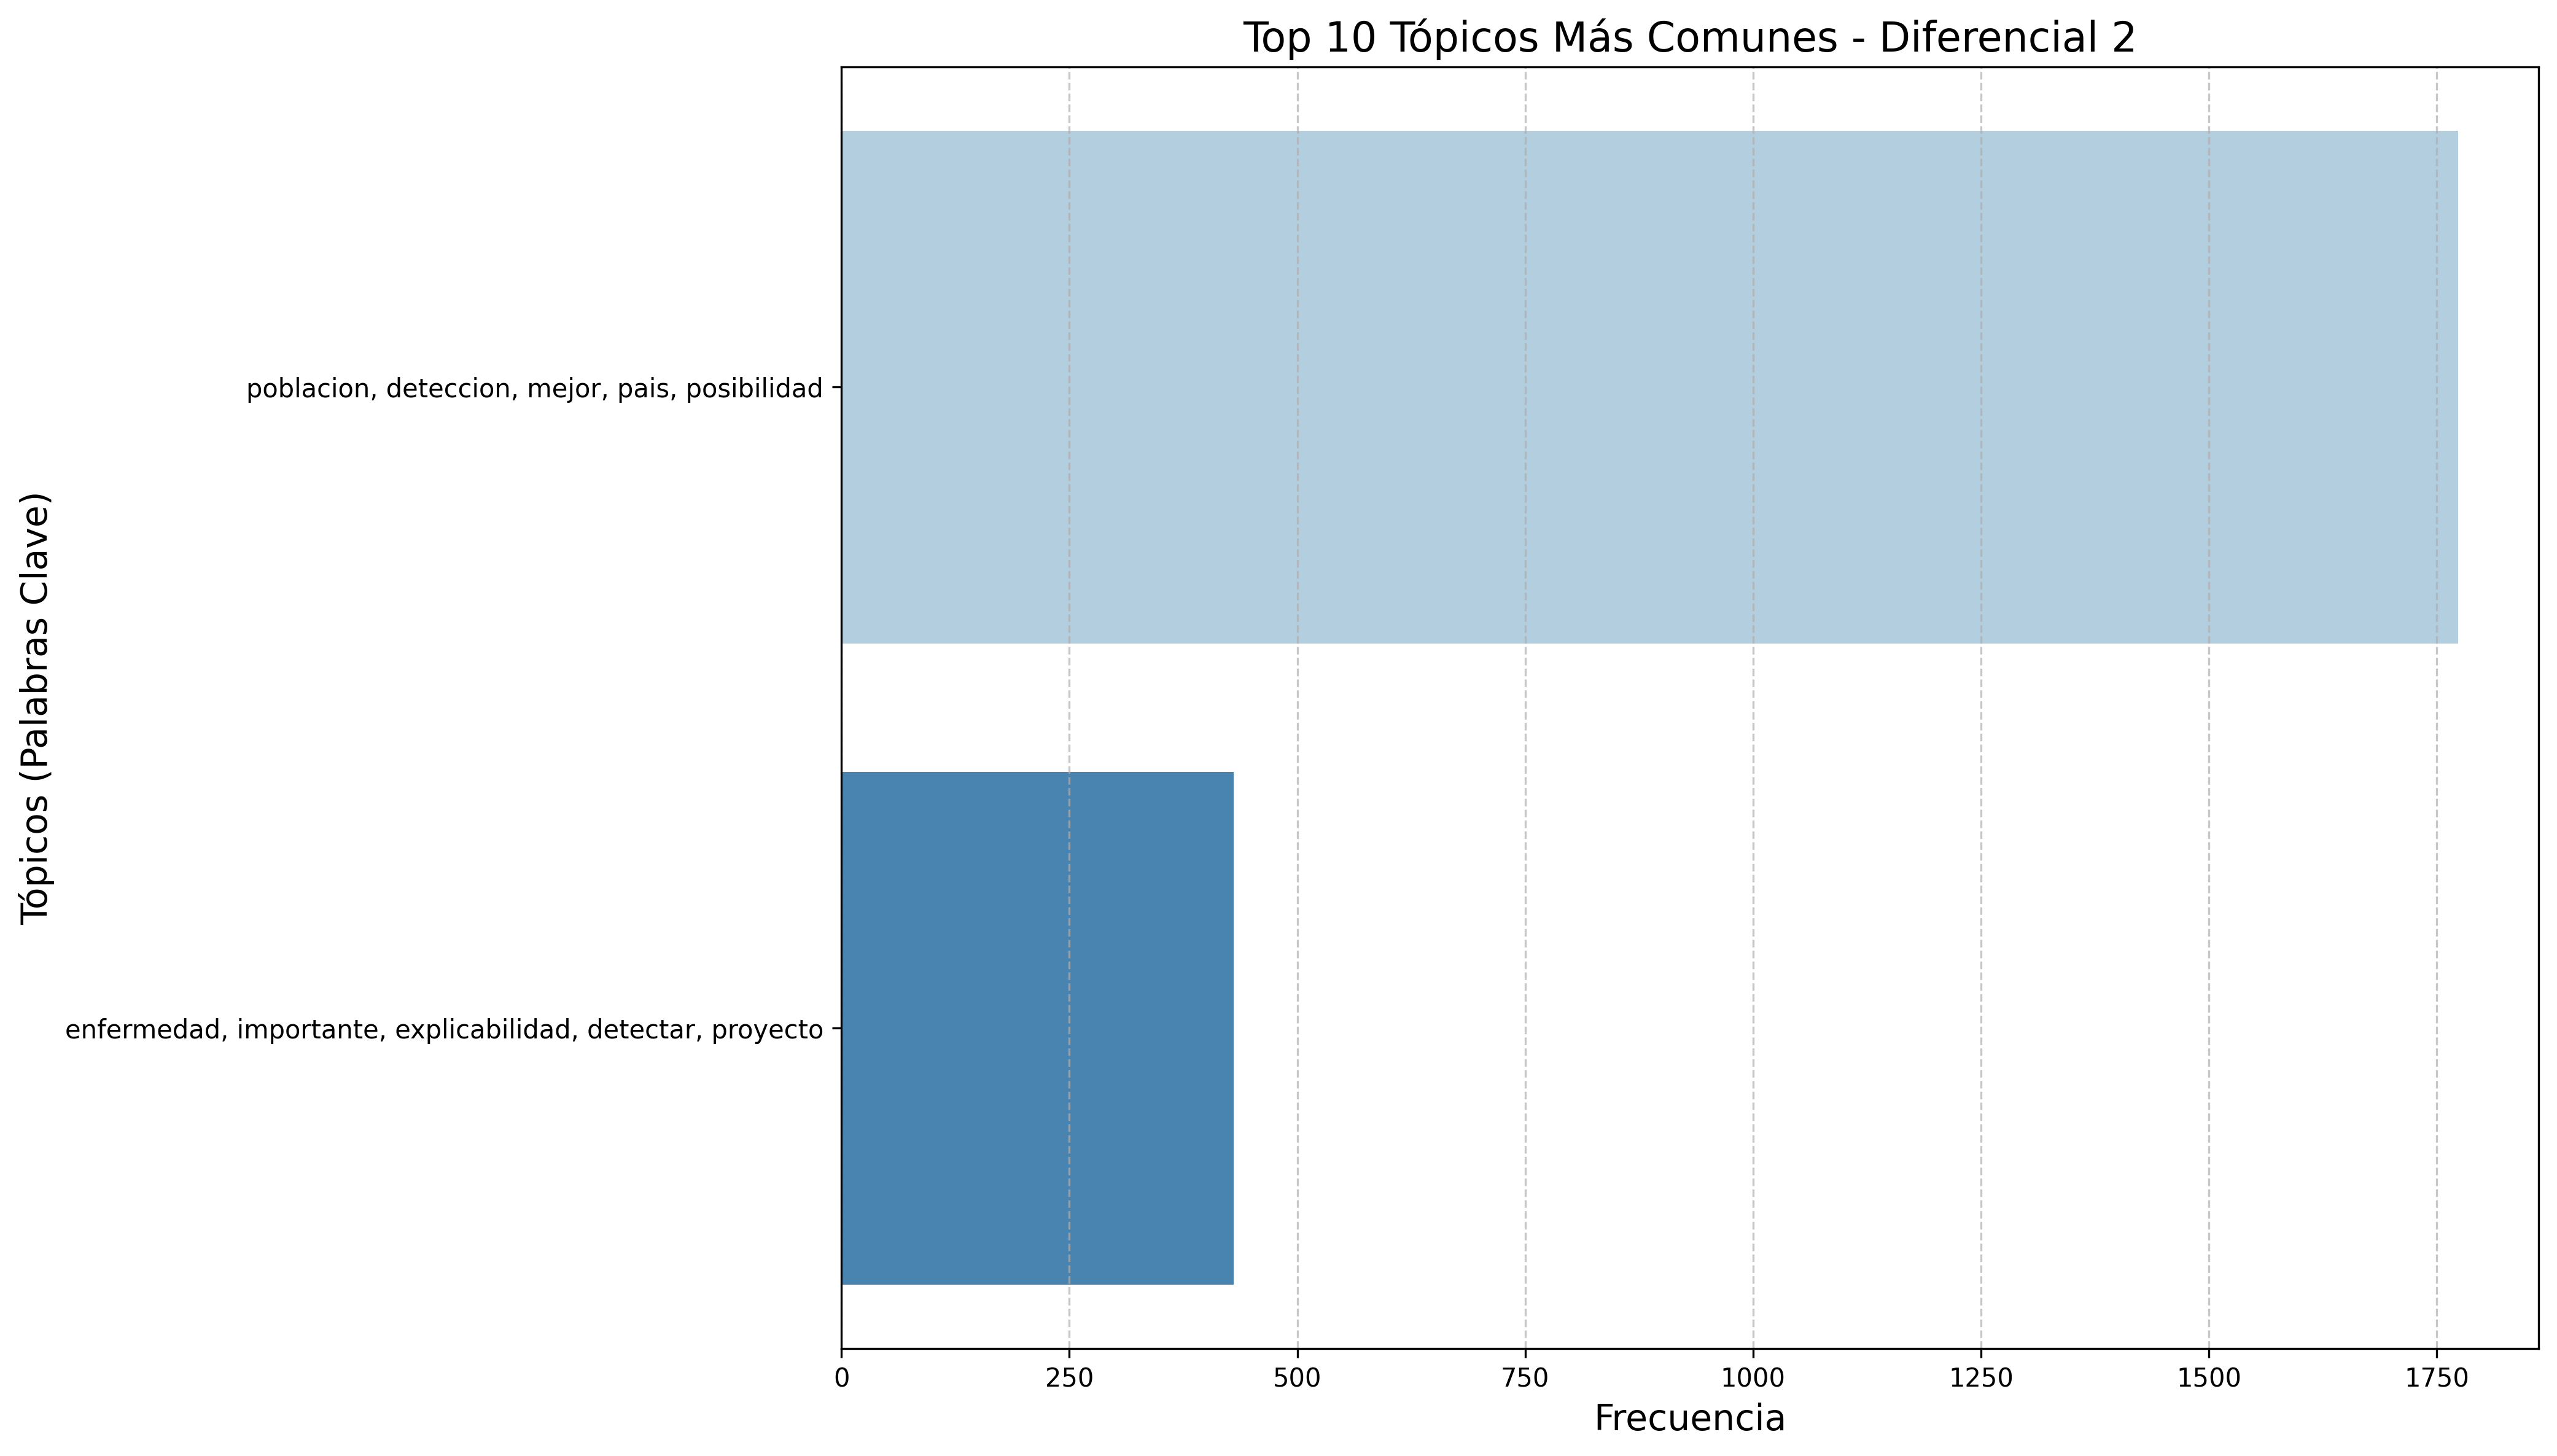 Top 10 Tópicos Más Comunes - Diferencial 2
Tópicos (Palabras Clave)
poblacion, deteccion, mejor, pais, posibilidad
enfermedad, importante, explicabilidad, detectar, proyecto
0 250 500 750 1000 1250 1500 1750
Frecuencia